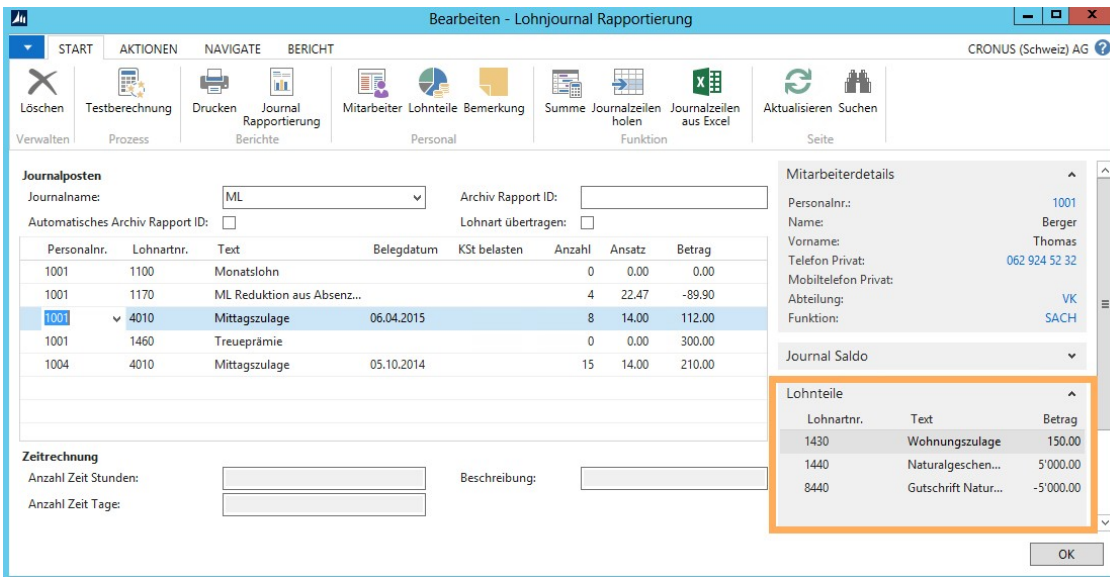 Bearbeiten - Lohnjournal Rapportierung
START AKTIONEN NAVIGATE BERICHT CRONUS (Schweiz) AG ?
Löschen Testberechnung Drucken Journal Rapportierung Mitarbeiter Lohnteile Bemerkung Summe Journalzeilen holen Journalzeilen aus Excel Aktualisieren Suchen
Verwalten Prozess Berichte Personal Funktion Seite
Journalposten
Journalname: ML Archiv Rapport ID:
Automatisches Archiv Rapport ID: Lohnart übertragen:
Personalnr. Lohnartnr. Text Belegdatum KSt belasten Anzahl Ansatz Betrag
1001 1100 Monatslohn 0 0.00 0.00
1001 1170 ML Reduktion aus Absenz... 4 22.47 -89.90
1001 4010 Mittagszulage 06.04.2015 8 14.00 112.00
1001 1460 Treueprämie 0 0.00 300.00
1004 4010 Mittagszulage 05.10.2014 15 14.00 210.00
Zeitrechnung
Anzahl Zeit Stunden: Beschreibung:
Anzahl Zeit Tage:
Mitarbeiterdetails
Personalnr.: 1001
Name: Berger
Vorname: Thomas
Telefon Privat: 062 924 52 32
Mobiltelefon Privat:
Abteilung: VK
Funktion: SACH
Journal Saldo
Lohnteile
Lohnartnr. Text Betrag
1430 Wohnungszulage 150.00
1440 Naturalgeschen... 5'000.00
8440 Gutschrift Natur... -5'000.00
OK